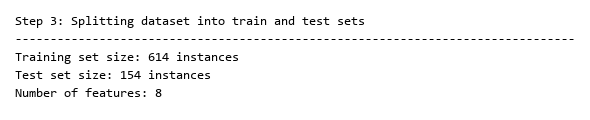 Step 3: Splitting dataset into train and test sets
--------------------------------------------------------------------------------
Training set size: 614 instances
Test set size: 154 instances
Number of features: 8